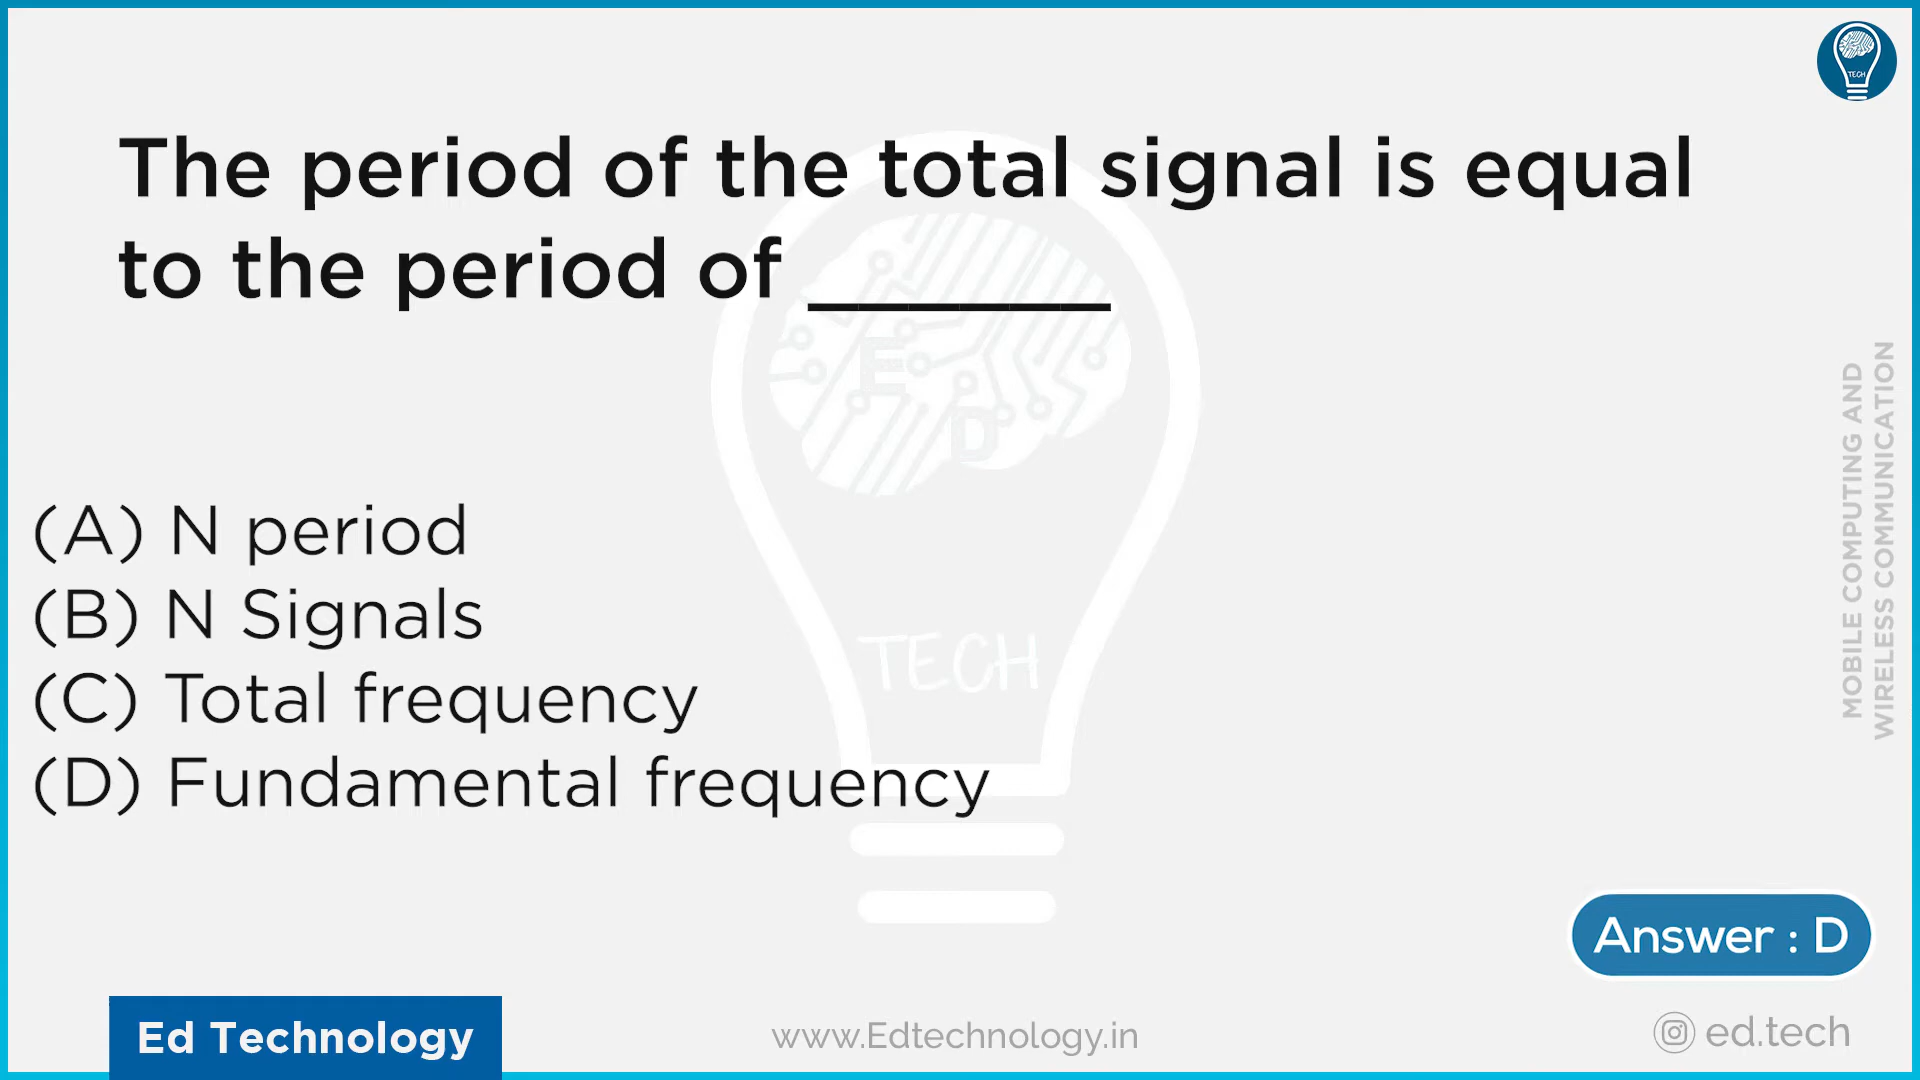 TECH
The period of the total signal is equal
to the period of ______
E
D
TECH
(A) N period
(B) N Signals
(C) Total frequency
(D) Fundamental frequency
MOBILE COMPUTING AND
WIRELESS COMMUNICATION
Answer : D
Ed Technology
www.Edtechnology.in
ed.tech